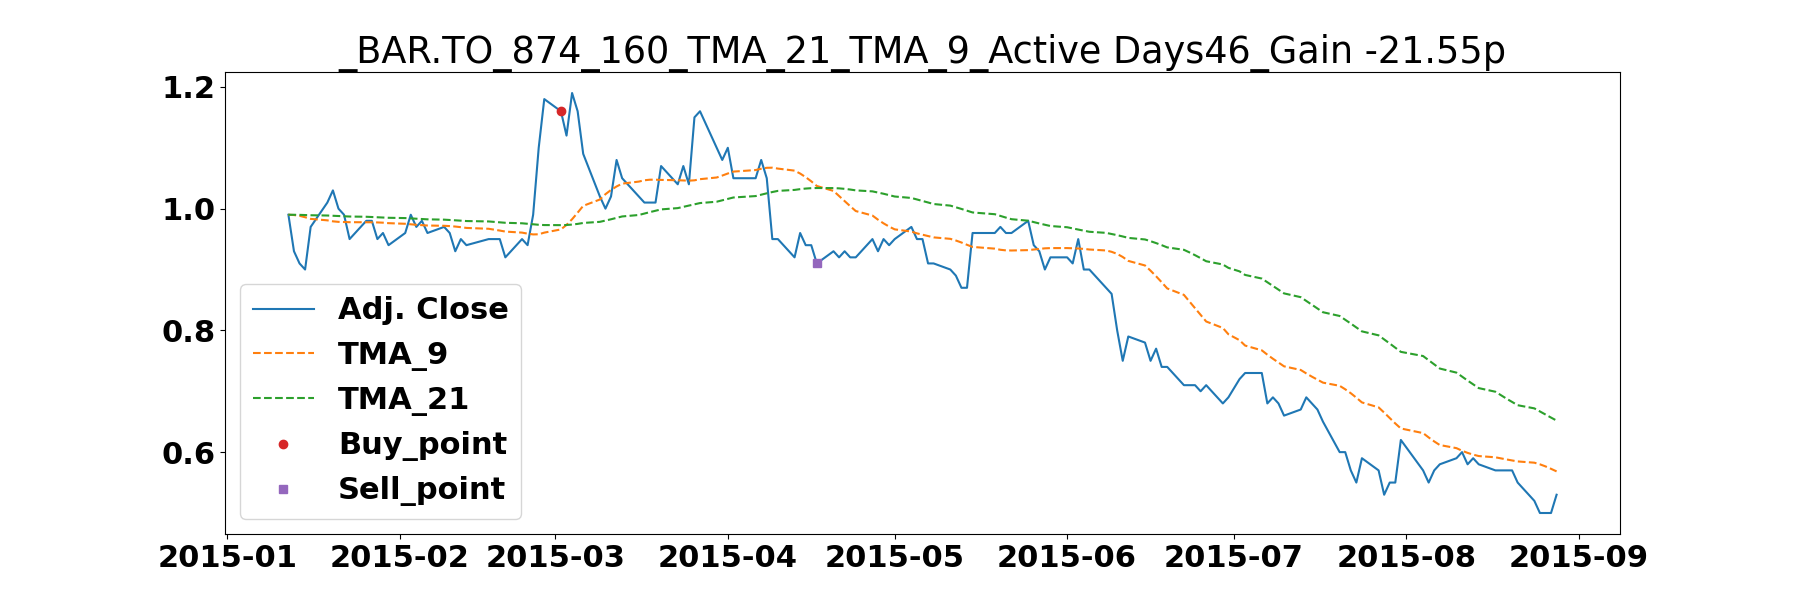 _BAR.TO_874_160_TMA_21_TMA_9_Active Days46_Gain -21.55p
1.2
1.0
0.8
0.6
Adj. Close
TMA_9
TMA_21
Buy_point
Sell_point
2015-01 2015-02 2015-03 2015-04 2015-05 2015-06 2015-07 2015-08 2015-09